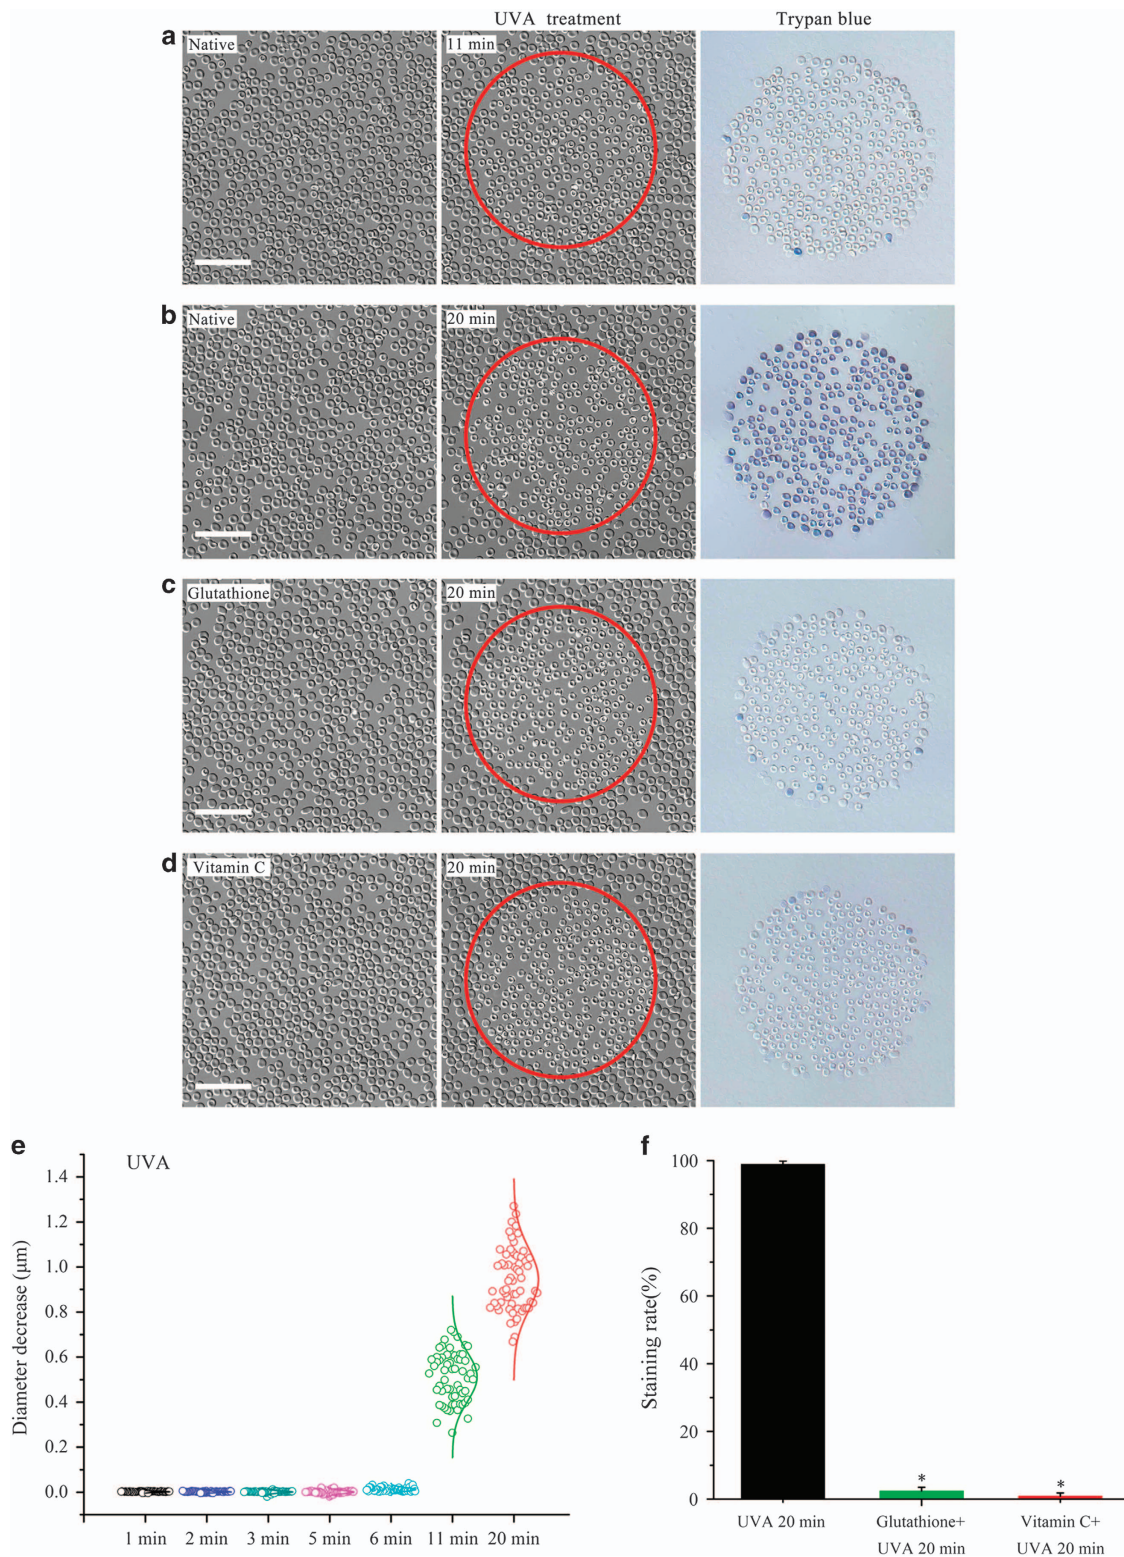 UVA treatment
Trypan blue
a
Native
11 min
b
Native
20 min
c
Glutathione
20 min
d
Vitamin C
20 min
e
UVA
Diameter decrease (μm)
1.4
1.2
1.0
0.8
0.6
0.4
0.2
0.0
1 min 2 min 3 min 5 min 6 min 11 min 20 min
f
Staining rate(%)
100
80
60
40
20
0
*
*
UVA 20 min
Glutathione+
UVA 20 min
Vitamin C+
UVA 20 min